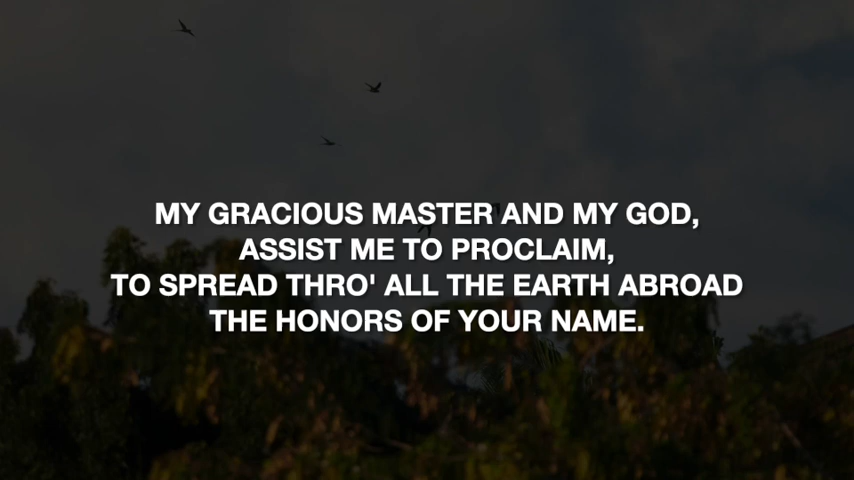 MY GRACIOUS MASTER AND MY GOD,
ASSIST ME TO PROCLAIM,
TO SPREAD THRO' ALL THE EARTH ABROAD
THE HONORS OF YOUR NAME.